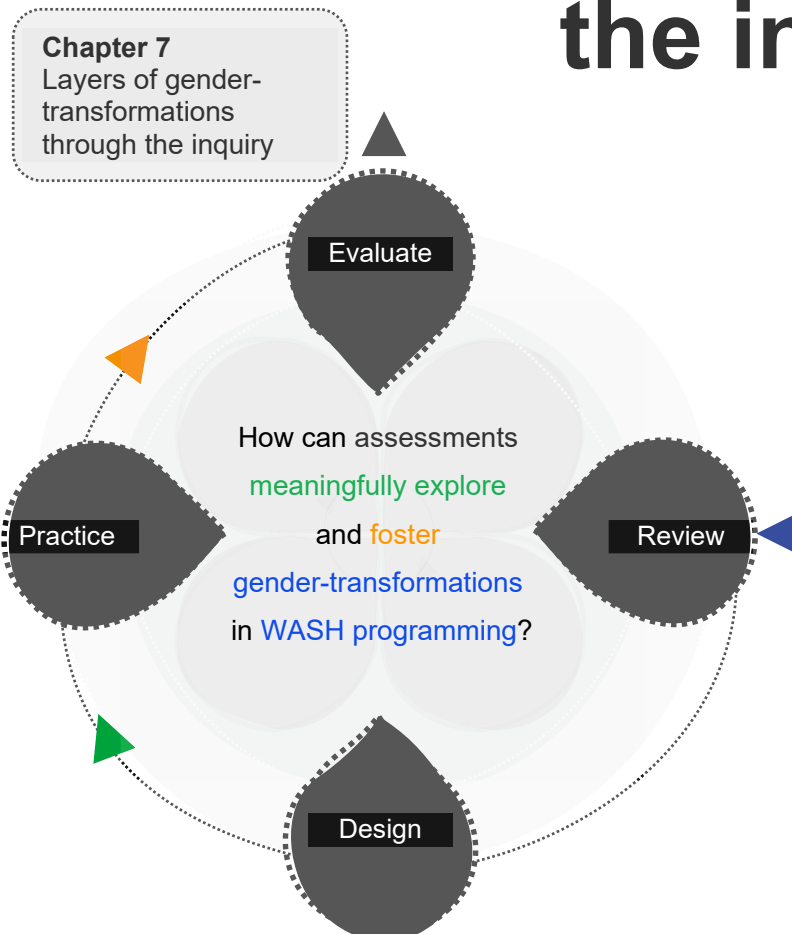 the in
Chapter 7
Layers of gender-
transformations
through the inquiry
Evaluate
How can assessments
meaningfully explore
and foster
gender-transformations
in WASH programming?
Practice
Review
Design